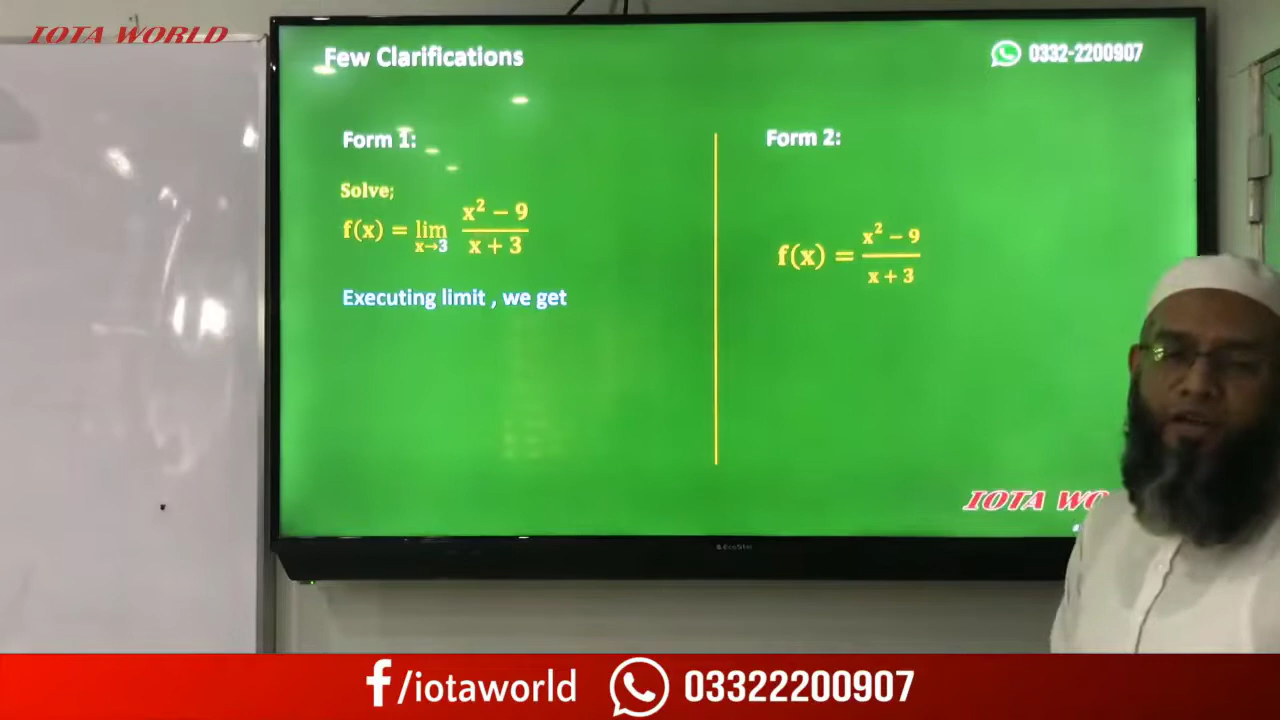 IOTA WORLD
Few Clarifications
0332-2200907
Form 1:
Solve;
f(x) = lim x→3 x² − 9 / x + 3
Executing limit , we get
Form 2:
f(x) = x² − 9 / x + 3
IOTA WO
EcoStar
f/iotaworld
03322200907